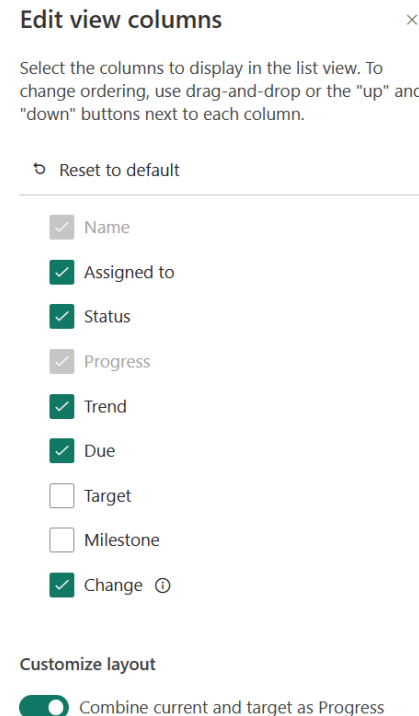 Edit view columns
Select the columns to display in the list view. To
change ordering, use drag-and-drop or the "up" and
"down" buttons next to each column.
Reset to default
Name
Assigned to
Status
Progress
Trend
Due
Target
Milestone
Change
Customize layout
Combine current and target as Progress